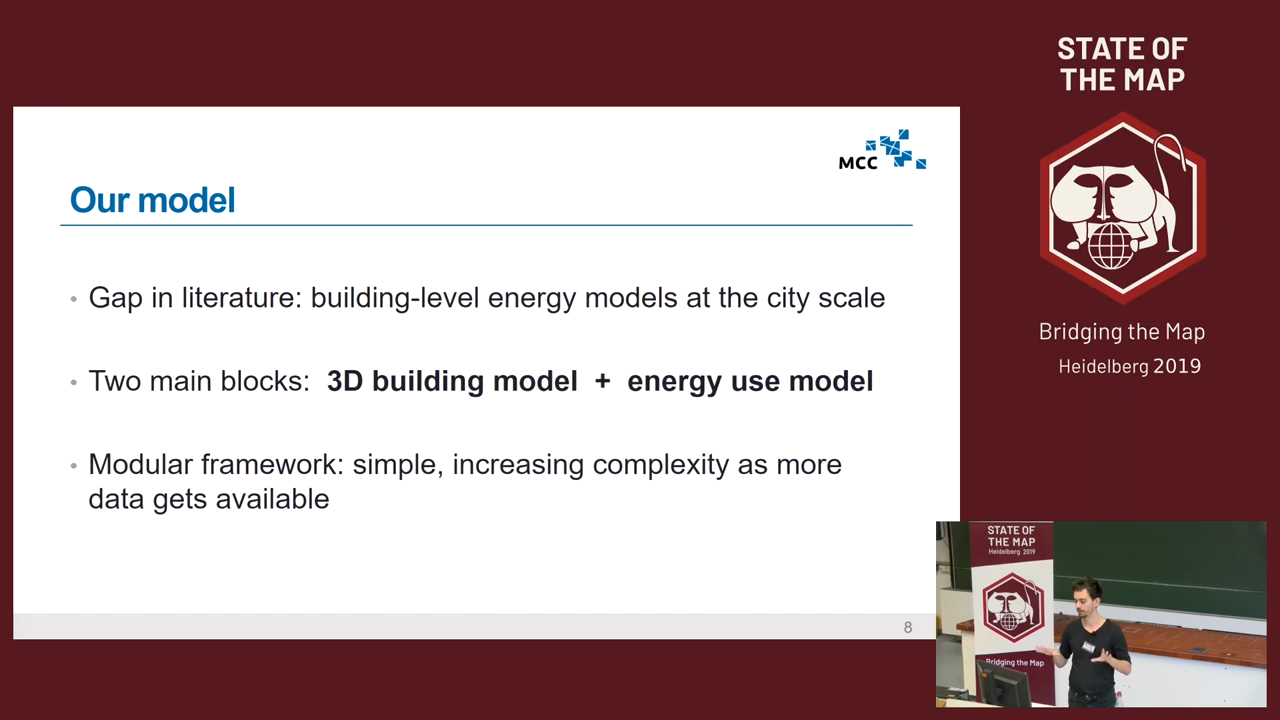 STATE OF
THE MAP
MCC
Our model
Gap in literature: building-level energy models at the city scale
Two main blocks: 3D building model + energy use model
Modular framework: simple, increasing complexity as more
data gets available
8
Bridging the Map
Heidelberg 2019
STATE OF
THE MAP
Heidelberg 2019
Bridging the Map